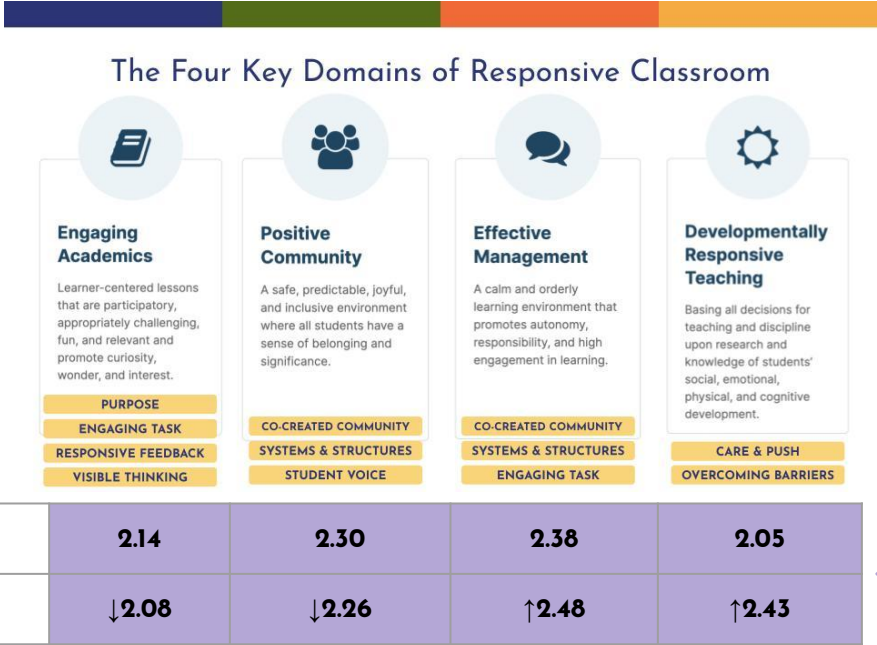 The Four Key Domains of Responsive Classroom
Engaging
Academics
Learner-centered lessons
that are participatory,
appropriately challenging,
fun, and relevant and
promote curiosity,
wonder, and interest.
PURPOSE
ENGAGING TASK
RESPONSIVE FEEDBACK
VISIBLE THINKING
Positive
Community
A safe, predictable, joyful,
and inclusive environment
where all students have a
sense of belonging and
significance.
CO-CREATED COMMUNITY
SYSTEMS & STRUCTURES
STUDENT VOICE
Effective
Management
A calm and orderly
learning environment that
promotes autonomy,
responsibility, and high
engagement in learning.
CO-CREATED COMMUNITY
SYSTEMS & STRUCTURES
ENGAGING TASK
Developmentally
Responsive
Teaching
Basing all decisions for
teaching and discipline
upon research and
knowledge of students'
social, emotional,
physical, and cognitive
development.
CARE & PUSH
OVERCOMING BARRIERS
2.14 2.30 2.38 2.05
↓2.08 ↓2.26 ↑2.48 ↑2.43